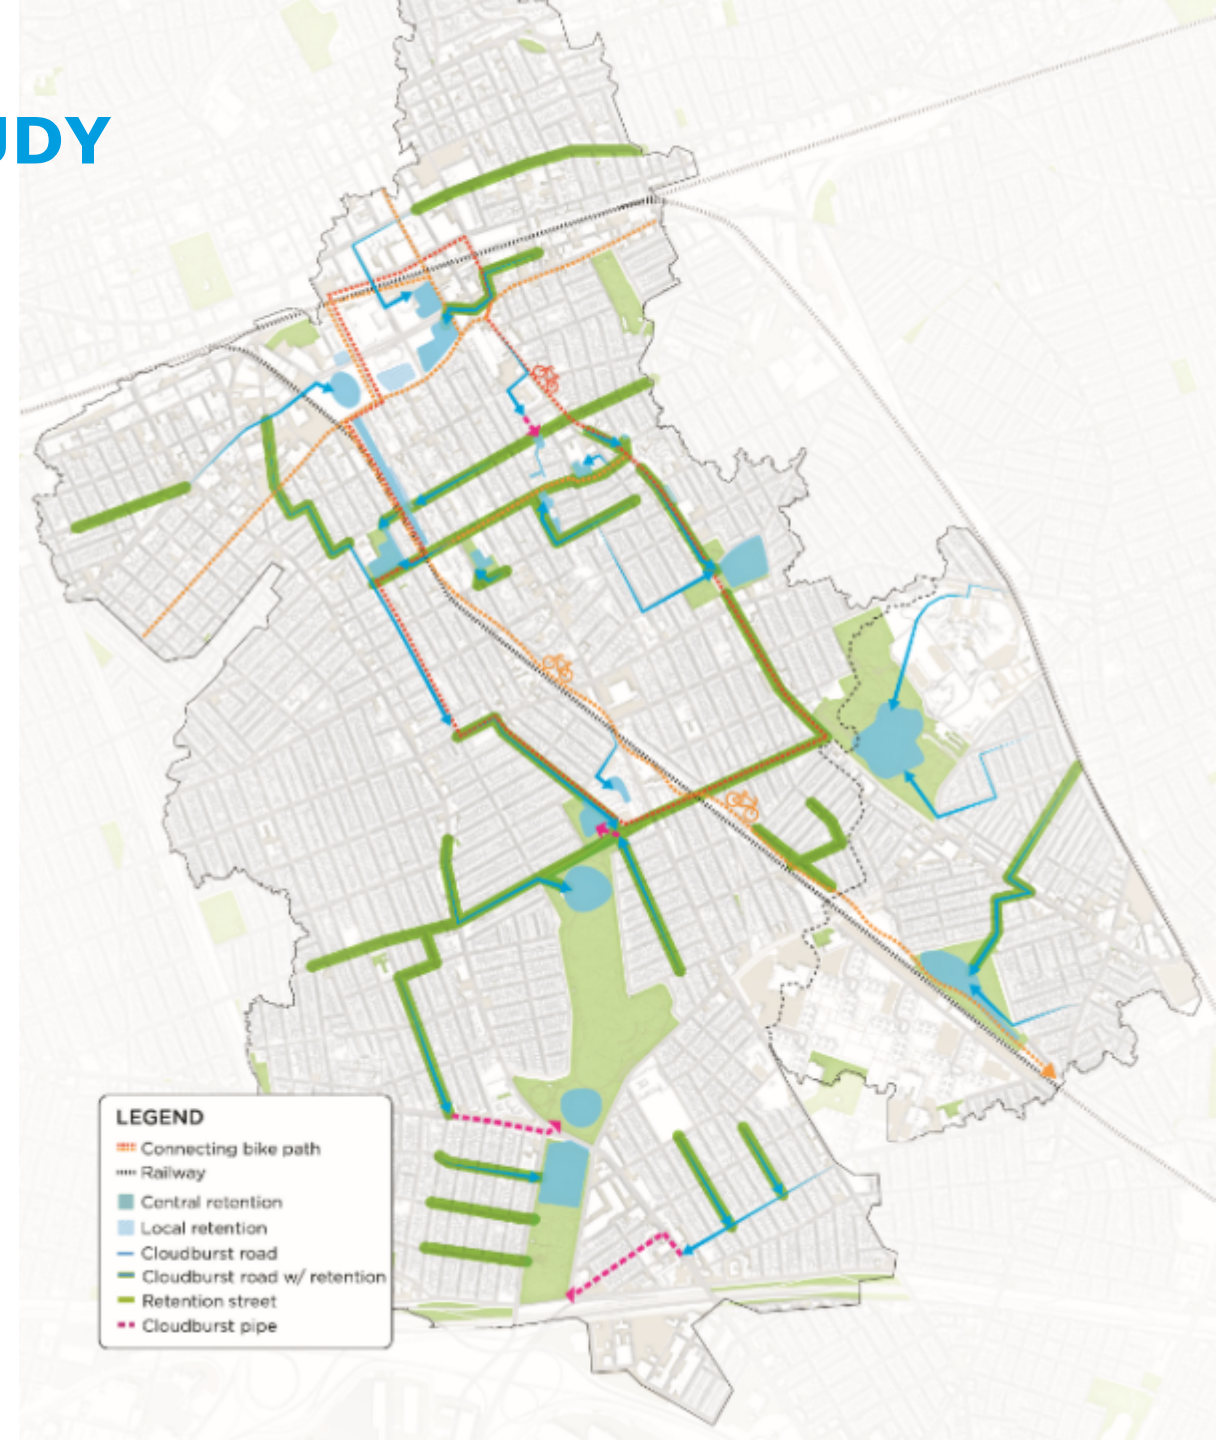 UDY
LEGEND
Connecting bike path
Railway
Central retention
Local retention
Cloudburst road
Cloudburst road w/ retention
Retention street
Cloudburst pipe